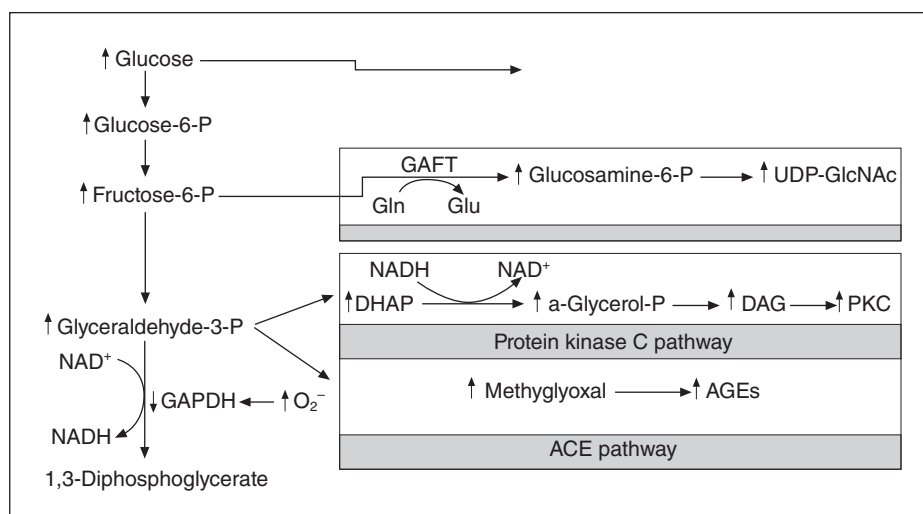 ↑ Glucose
↑ Glucose-6-P
↑ Fructose-6-P
GAFT
Gln Glu
↑ Glucosamine-6-P
↑ UDP-GlcNAc
NADH NAD⁺
↑ DHAP
↑ a-Glycerol-P
↑ DAG
↑ PKC
Protein kinase C pathway
↑ Glyceraldehyde-3-P
NAD⁺
↓ GAPDH
↑ O₂⁻
NADH
1,3-Diphosphoglycerate
↑ Methyglyoxal
↑ AGEs
ACE pathway